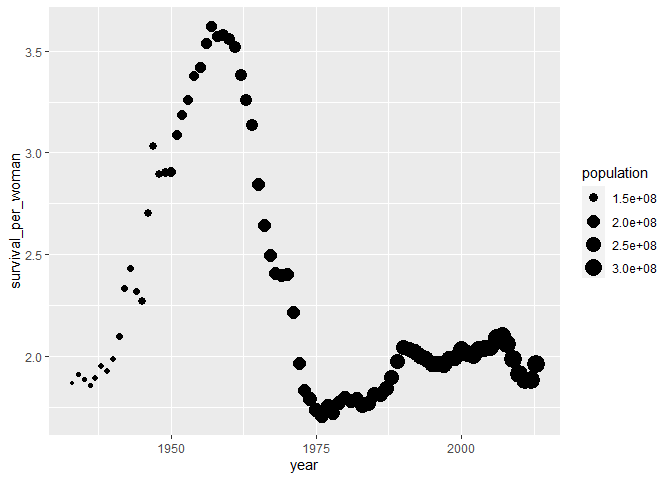 3.5
3.0
2.5
2.0
survival_per_woman
1950
1975
2000
year
population
1.5e+08
2.0e+08
2.5e+08
3.0e+08